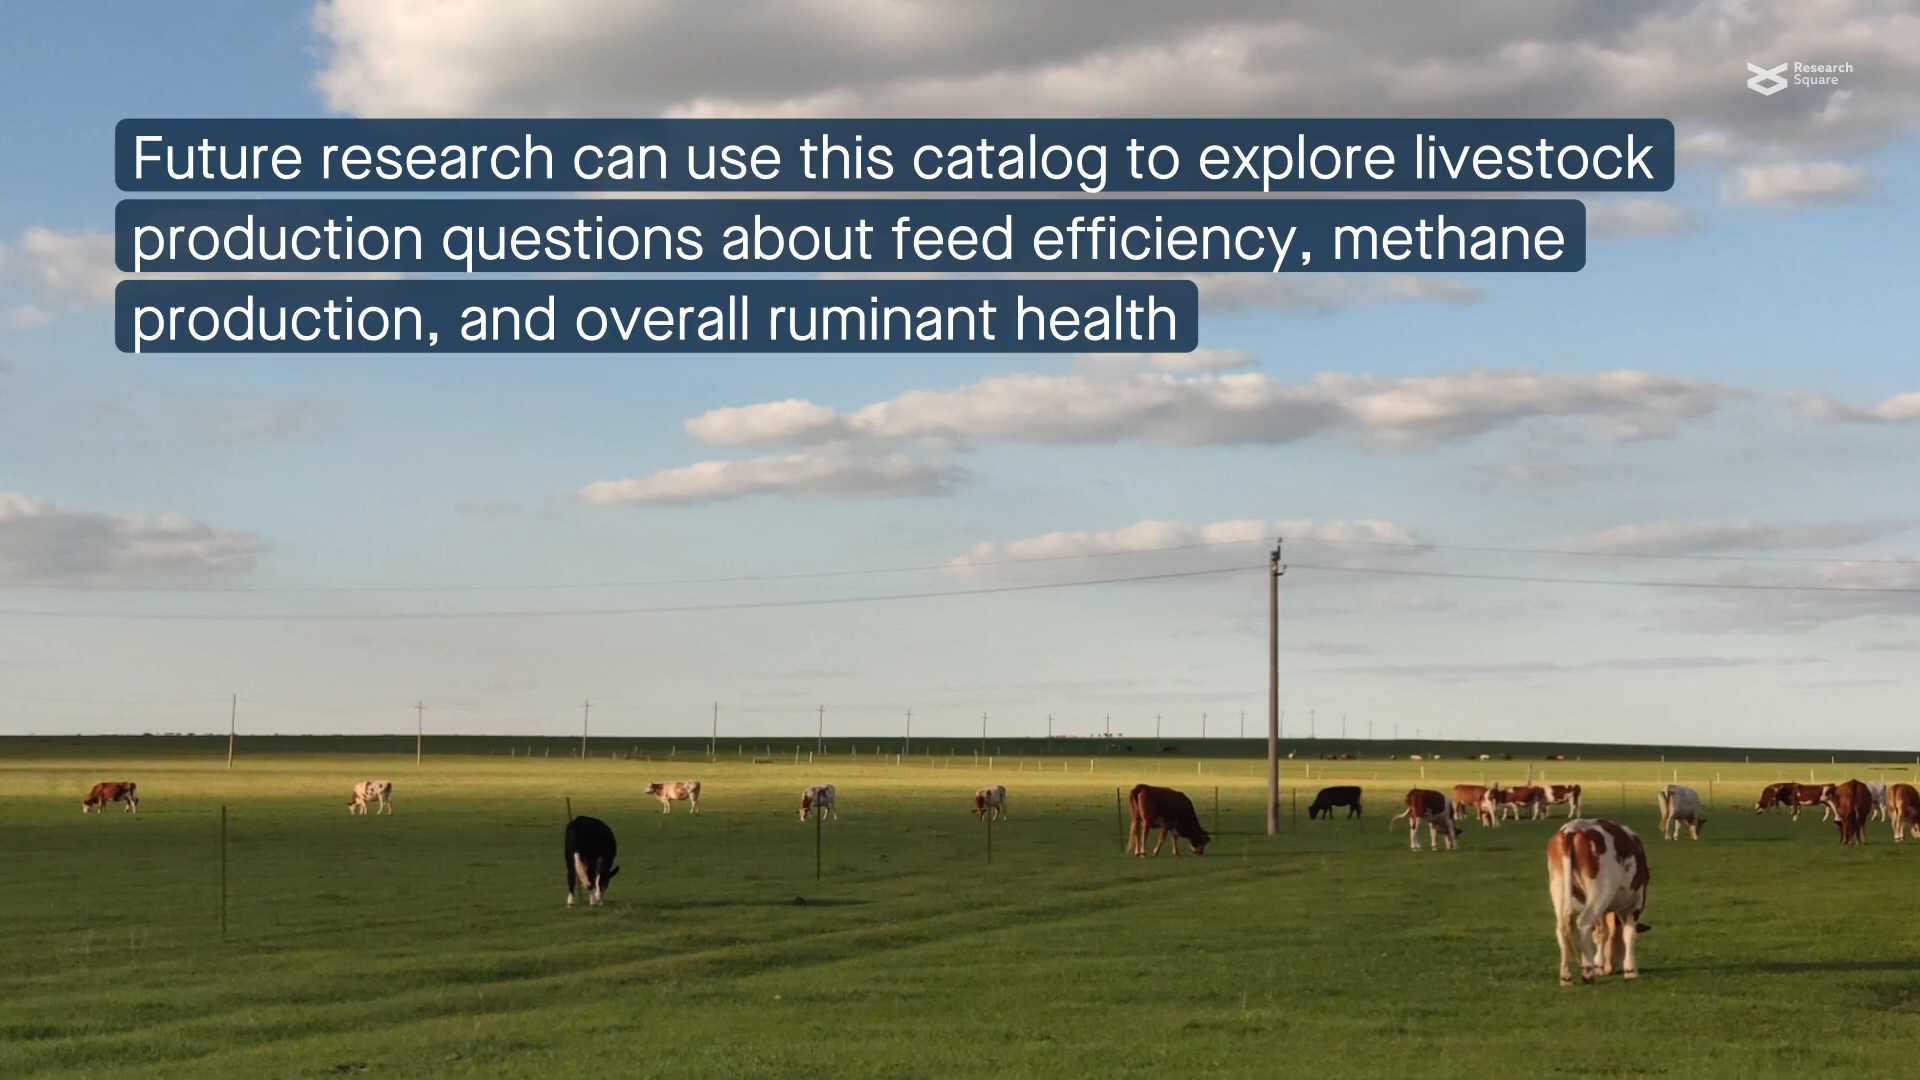 Research
Square
Future research can use this catalog to explore livestock
production questions about feed efficiency, methane
production, and overall ruminant health